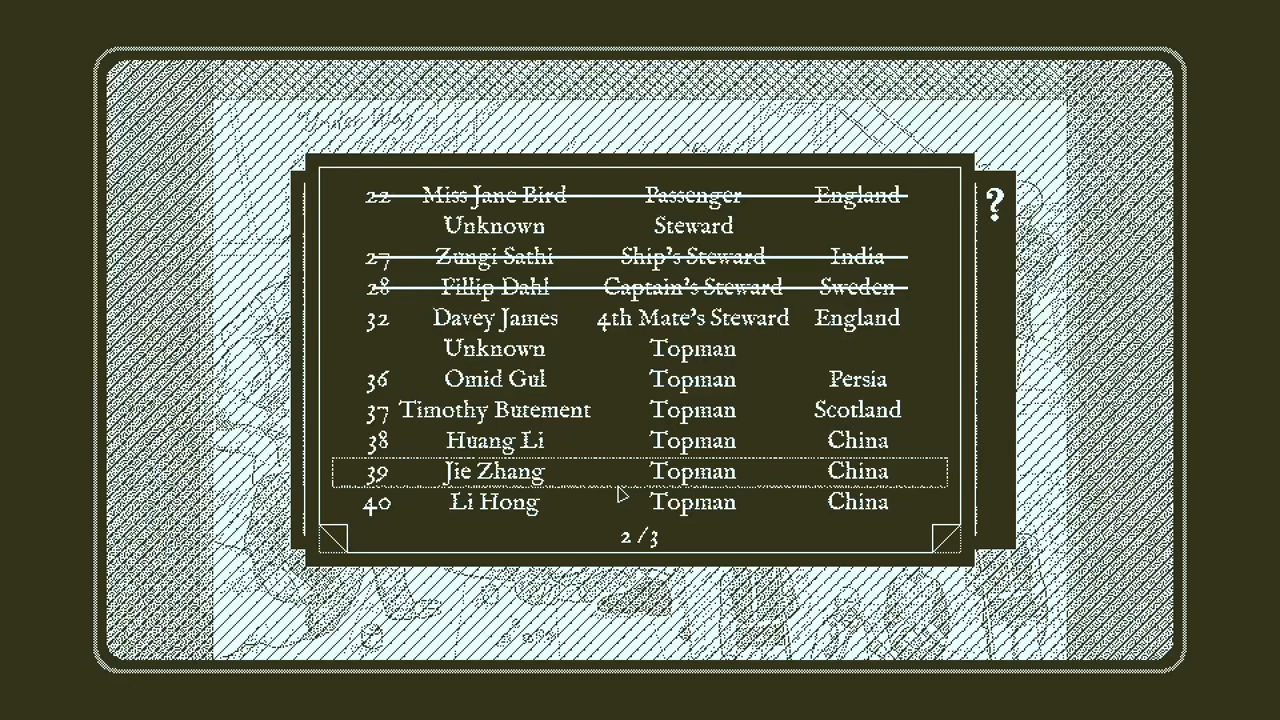 Under Way
22 Miss Jane Bird Passenger England
?
Unknown Steward
27 Zungi Sathi Ship's Steward India
28 Fillip Dahl Captain's Steward Sweden
32 Davey James 4th Mate's Steward England
Unknown Topman
36 Omid Gul Topman Persia
37 Timothy Butement Topman Scotland
38 Huang Li Topman China
39 Jie Zhang Topman China
40 Li Hong Topman China
2 / 3